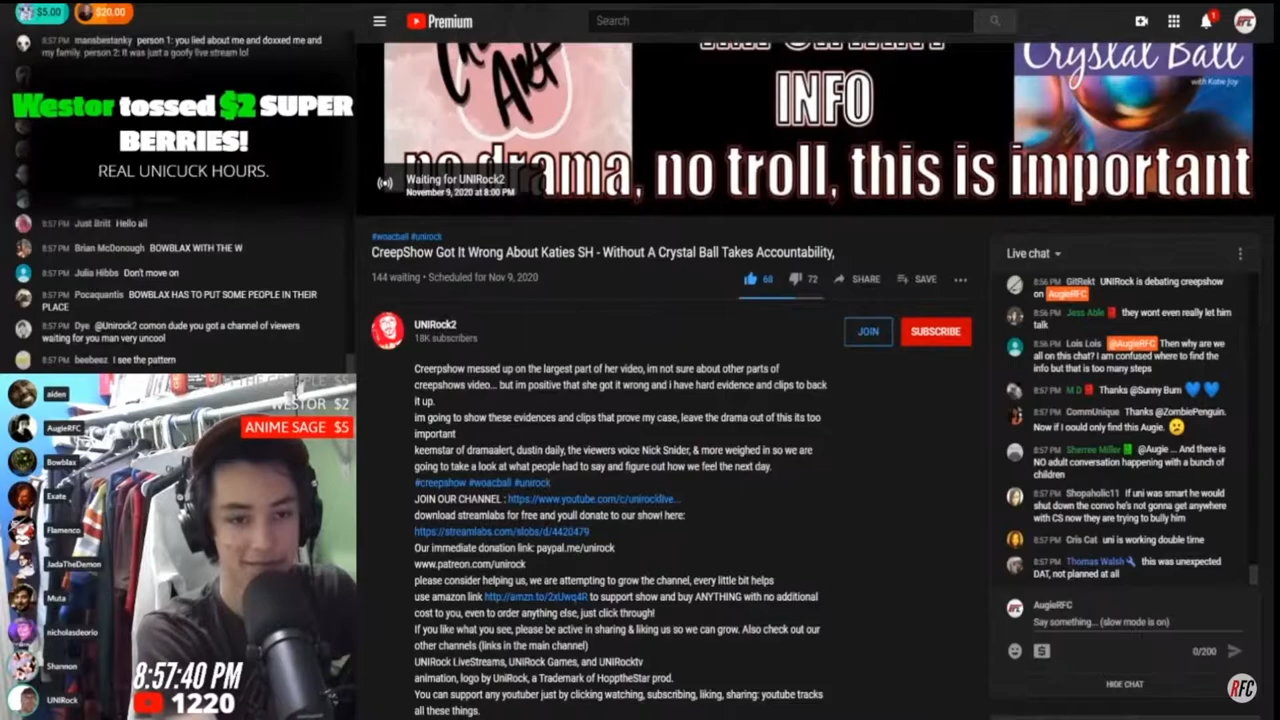 $5.00
$20.00
8:57 PM mansbestanky person 1: you lied about me and doxxed me and
my family. person 2: it was just a goofy live stream lol
Westor tossed $2 SUPER
BERRIES!
REAL UNICUCK HOURS.
8:57 PM Just Britt Hello all
8:57 PM Brian McDonough BOWBLAX WITH THE W
8:57 PM Julia Hibbs Don't move on
8:57 PM Pocaquantis BOWBLAX HAS TO PUT SOME PEOPLE IN THEIR
PLACE
8:57 PM Dye @Unirock2 comon dude you got a channel of viewers
waiting for you man very uncool
8:57 PM beebeez I see the pattern
WESTOR $2
ANIME SAGE $5
aiden
AugieRFC
Bowblax
Exate
Flamenco
JadaTheDemon
Muta
nicholasdeorio
Shannon
UNIRock
8:57:40 PM
1220
Premium
Search
1
RFC
INFO
Crystal Ball
with Katie Joy
no drama, no troll, this is important
Waiting for UNIRock2
November 9, 2020 at 8:00 PM
#woacball #unirock
CreepShow Got It Wrong About Katies SH - Without A Crystal Ball Takes Accountability,
144 waiting • Scheduled for Nov 9, 2020
68
72
SHARE
SAVE
UNIRock2
18K subscribers
JOIN
SUBSCRIBE
Creerpshow messed up on the largest part of her video, im not sure about other parts of
creepshows video... but im positive that she got it wrong and i have hard evidence and clips to back
it up.
im going to show these evidences and clips that prove my case, leave the drama out of this its too
important
keemstar of dramaalert, dustin daily, the viewers voice Nick Snider, & more weighed in so we are
going to take a look at what people had to say and figure out how we feel the next day.
#creepshow #woacball #unirock
JOIN OUR CHANNEL : https://www.youtube.com/c/unirocklive...
download streamlabs for free and youll donate to our show! here:
https://streamlabs.com/slobs/d/4420479
Our immediate donation link: paypal.me/unirock
www.patreon.com/unirock
please consider helping us, we are attempting to grow the channel, every little bit helps
use amazon link http://amzn.to/2xUwq4R to support show and buy ANYTHING with no additional
cost to you, even to order anything else, just click through!
If you like what you see, please be active in sharing & liking us so we can grow. Also check out our
other channels (links in the main channel)
UNIRock LiveStreams, UNIRock Games, and UNIRocktv
animation, logo by UniRock, a Trademark of HopptheStar prod.
You can support any youtuber just by clicking watching, subscribing, liking, sharing: youtube tracks
all these things.
Live chat
8:56 PM GitRekt UNIRock is debating creepshow
on AugieRFC
8:56 PM Jess Able they wont even really let him
talk
8:56 PM Lois Lois @AugieRFC Then why are we
all on this chat? I am confused where to find the
info but that is too many steps
8:57 PM M D Thanks @Sunny Bum
8:57 PM CommUnique Thanks @ZombiePenguin.
Now if I could only find this Augie.
8:57 PM Sherree Miller @Augie ... And there is
NO adult conversation happening with a bunch of
children
8:57 PM Shopaholic11 If uni was smart he would
shut down the convo he's not gonna get anywhere
with CS now they are trying to bully him
8:57 PM Cris Cat uni is working double time
8:57 PM Thomas Walsh this was unexpected
DAT, not planned at all
AugieRFC
Say something... (slow mode is on)
0/200
HIDE CHAT
RFC